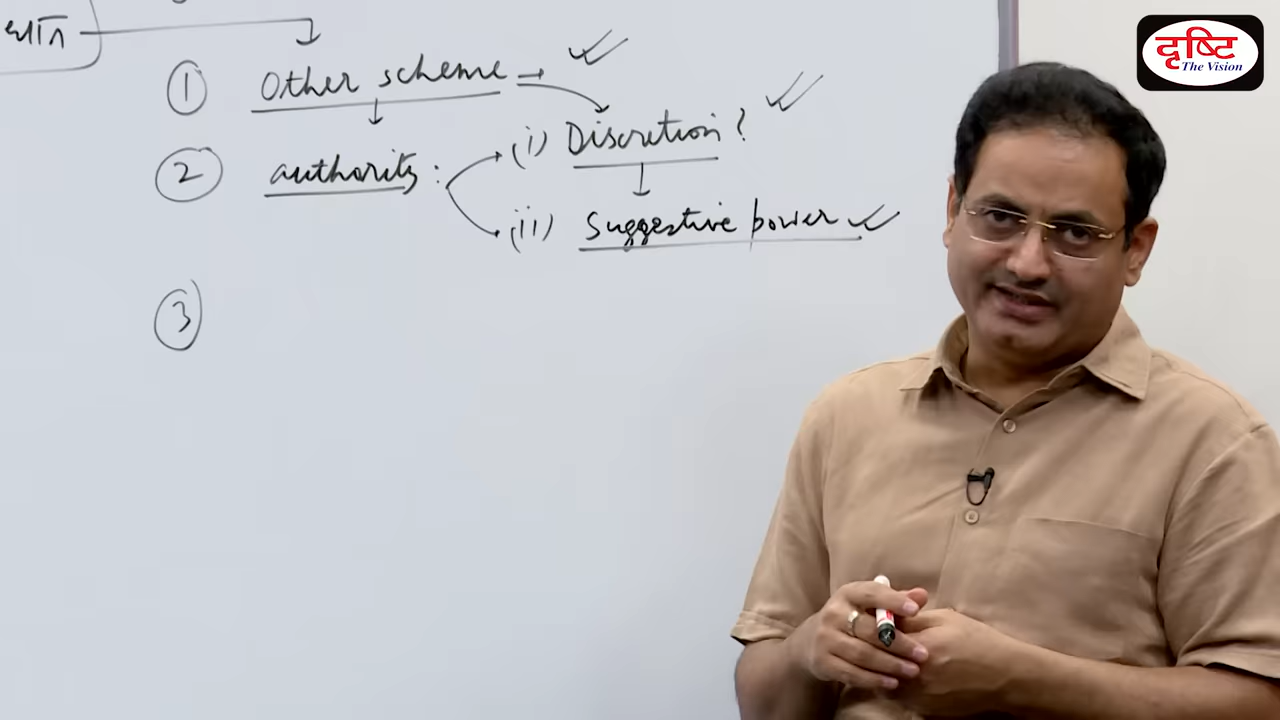 ① Other scheme → ✓
② authority : (i) Discretion ? ✓
(ii) Suggestive power ✓
③
दृष्टि
The Vision